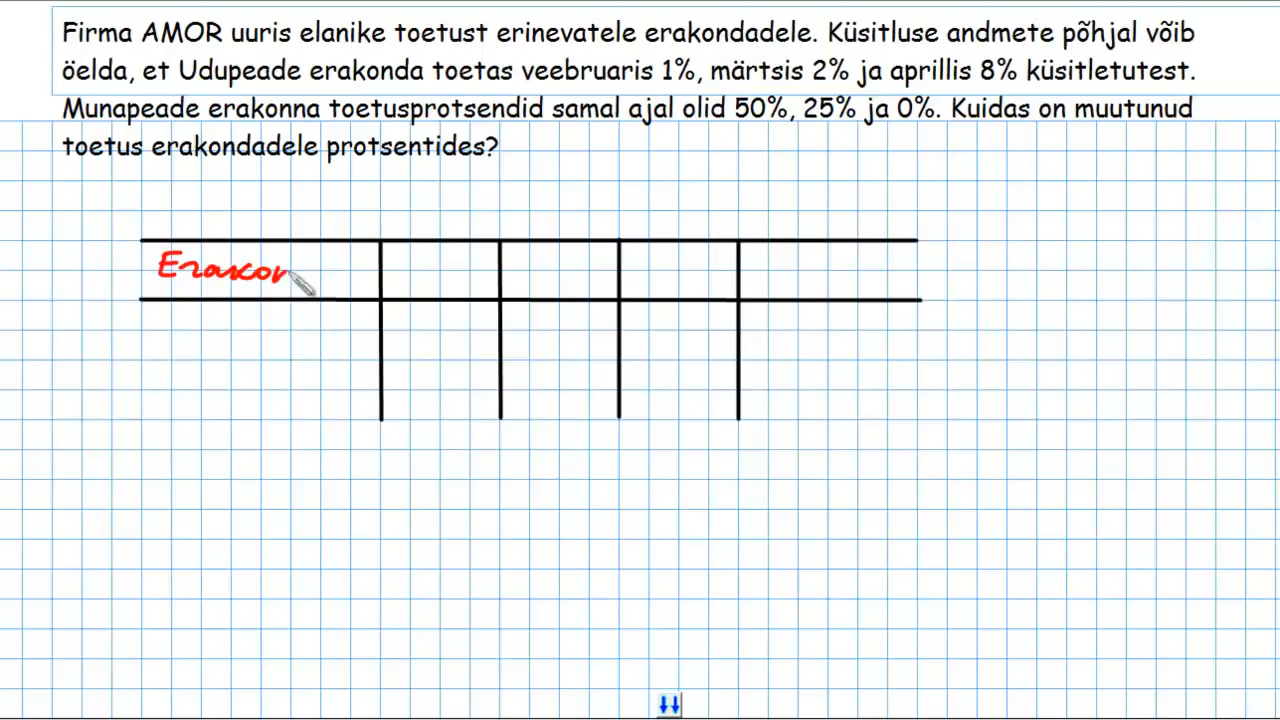 Firma AMOR uuris elanike toetust erinevatele erakondadele. Küsitluse andmete põhjal võib
öelda, et Udupeade erakonda toetas veebruaris 1%, märtsis 2% ja aprillis 8% küsitletutest.
Munapeade erakonna toetusprotsendid samal ajal olid 50%, 25% ja 0%. Kuidas on muutunud
toetus erakondadele protsentides?
Erakon